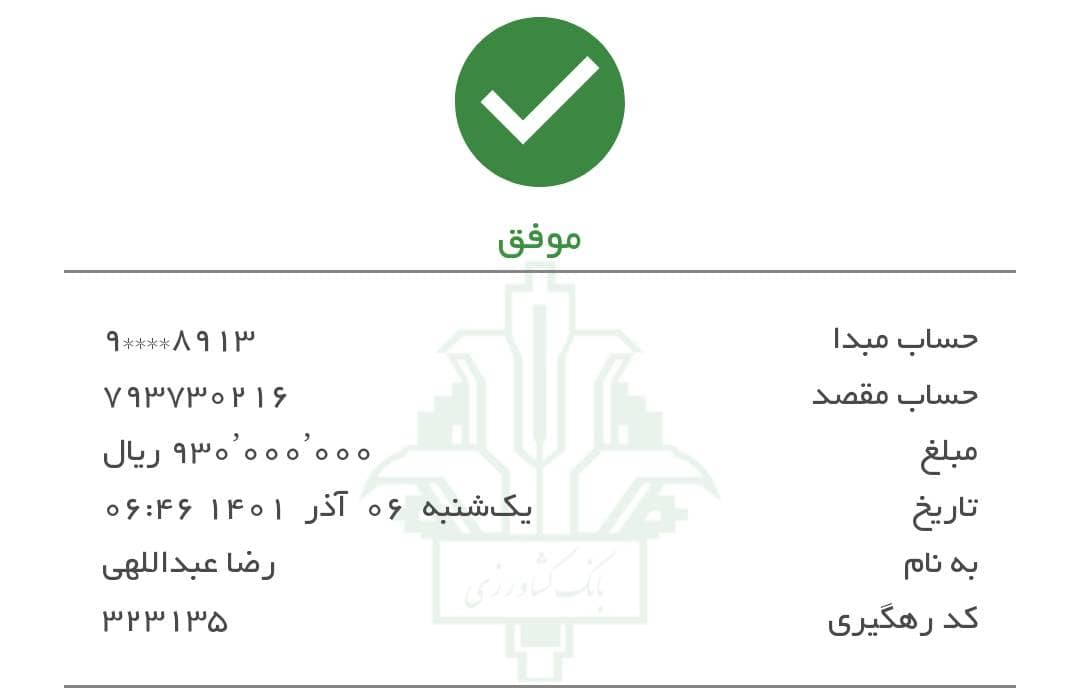 موفق
حساب مبدا ۹****۸۹۱۳
حساب مقصد ۷۹۳۷۳۰۲۱۶
مبلغ ۹۳۰٬۰۰۰٬۰۰۰ ریال
تاریخ یک‌شنبه ۰۶ آذر ۱۴۰۱ ۰۶:۴۶
به نام رضا عبداللهی
کد رهگیری ۳۲۳۱۳۵
بانک کشاورزی